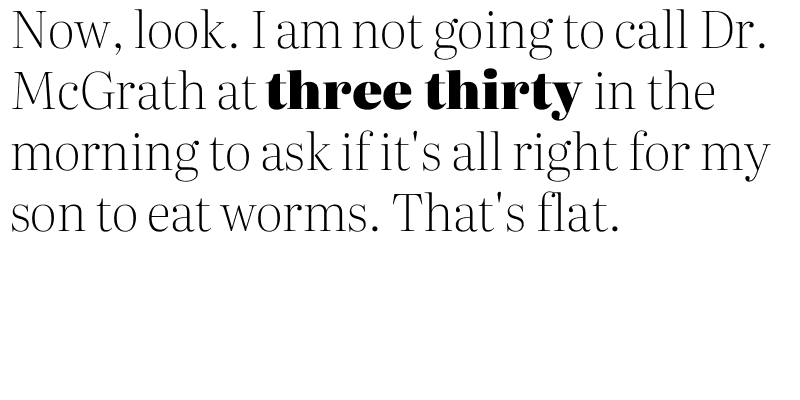 Now, look. I am not going to call Dr.
McGrath at three thirty in the
morning to ask if it's all right for my
son to eat worms. That's flat.